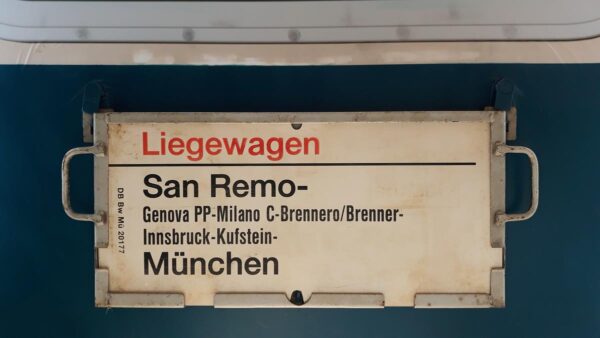 Liegewagen
San Remo-
Genova PP-Milano C-Brennero/Brenner-
Innsbruck-Kufstein-
München
DB Bw Mü 20177